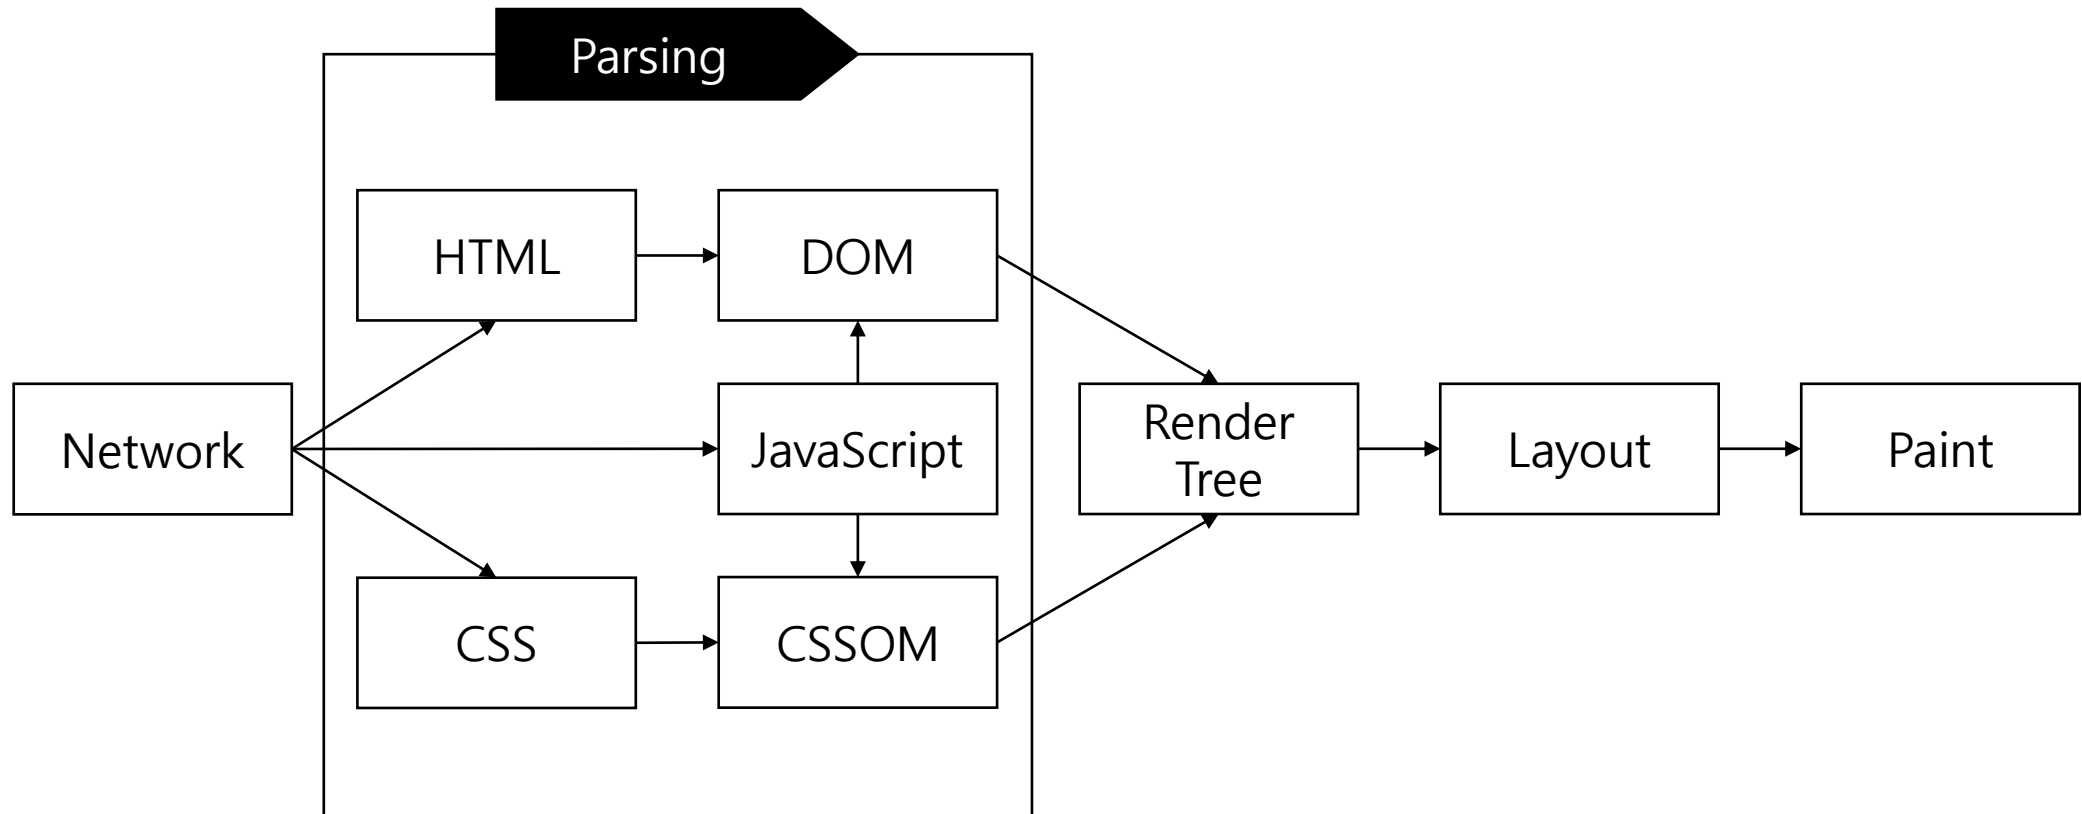 Parsing
HTML
DOM
Network
JavaScript
Render
Tree
Layout
Paint
CSS
CSSOM